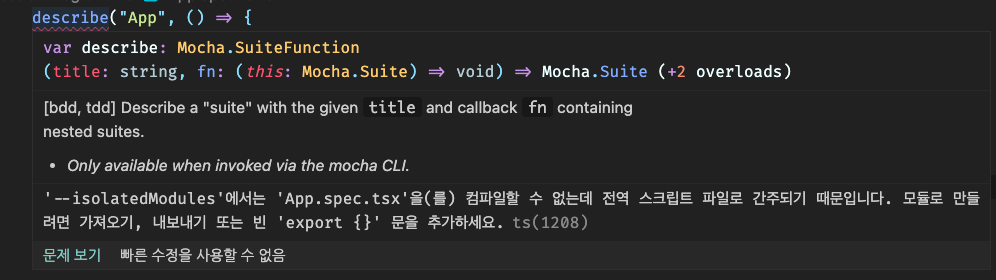 describe("App", () => {
var describe: Mocha.SuiteFunction
(title: string, fn: (this: Mocha.Suite) => void) => Mocha.Suite (+2 overloads)
[bdd, tdd] Describe a "suite" with the given title and callback fn containing
nested suites.
• Only available when invoked via the mocha CLI.
'--isolatedModules'에서는 'App.spec.tsx'을(를) 컴파일할 수 없는데 전역 스크립트 파일로 간주되기 때문입니다. 모듈로 만들
려면 가져오기, 내보내기 또는 빈 'export {}' 문을 추가하세요. ts(1208)
문제 보기 빠른 수정을 사용할 수 없음